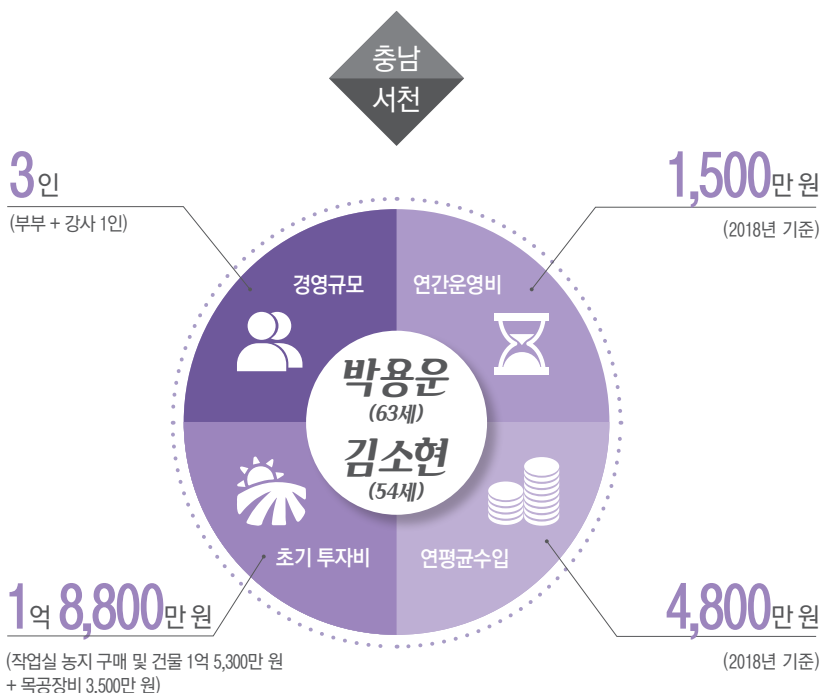 충남
서천
3인
(부부 + 강사 1인)
1,500만 원
(2018년 기준)
경영규모
연간운영비
박용운
(63세)
김소현
(54세)
초기 투자비
연평균수입
1억 8,800만 원
(작업실 농지 구매 및 건물 1억 5,300만 원
+ 목공장비 3,500만 원)
4,800만 원
(2018년 기준)